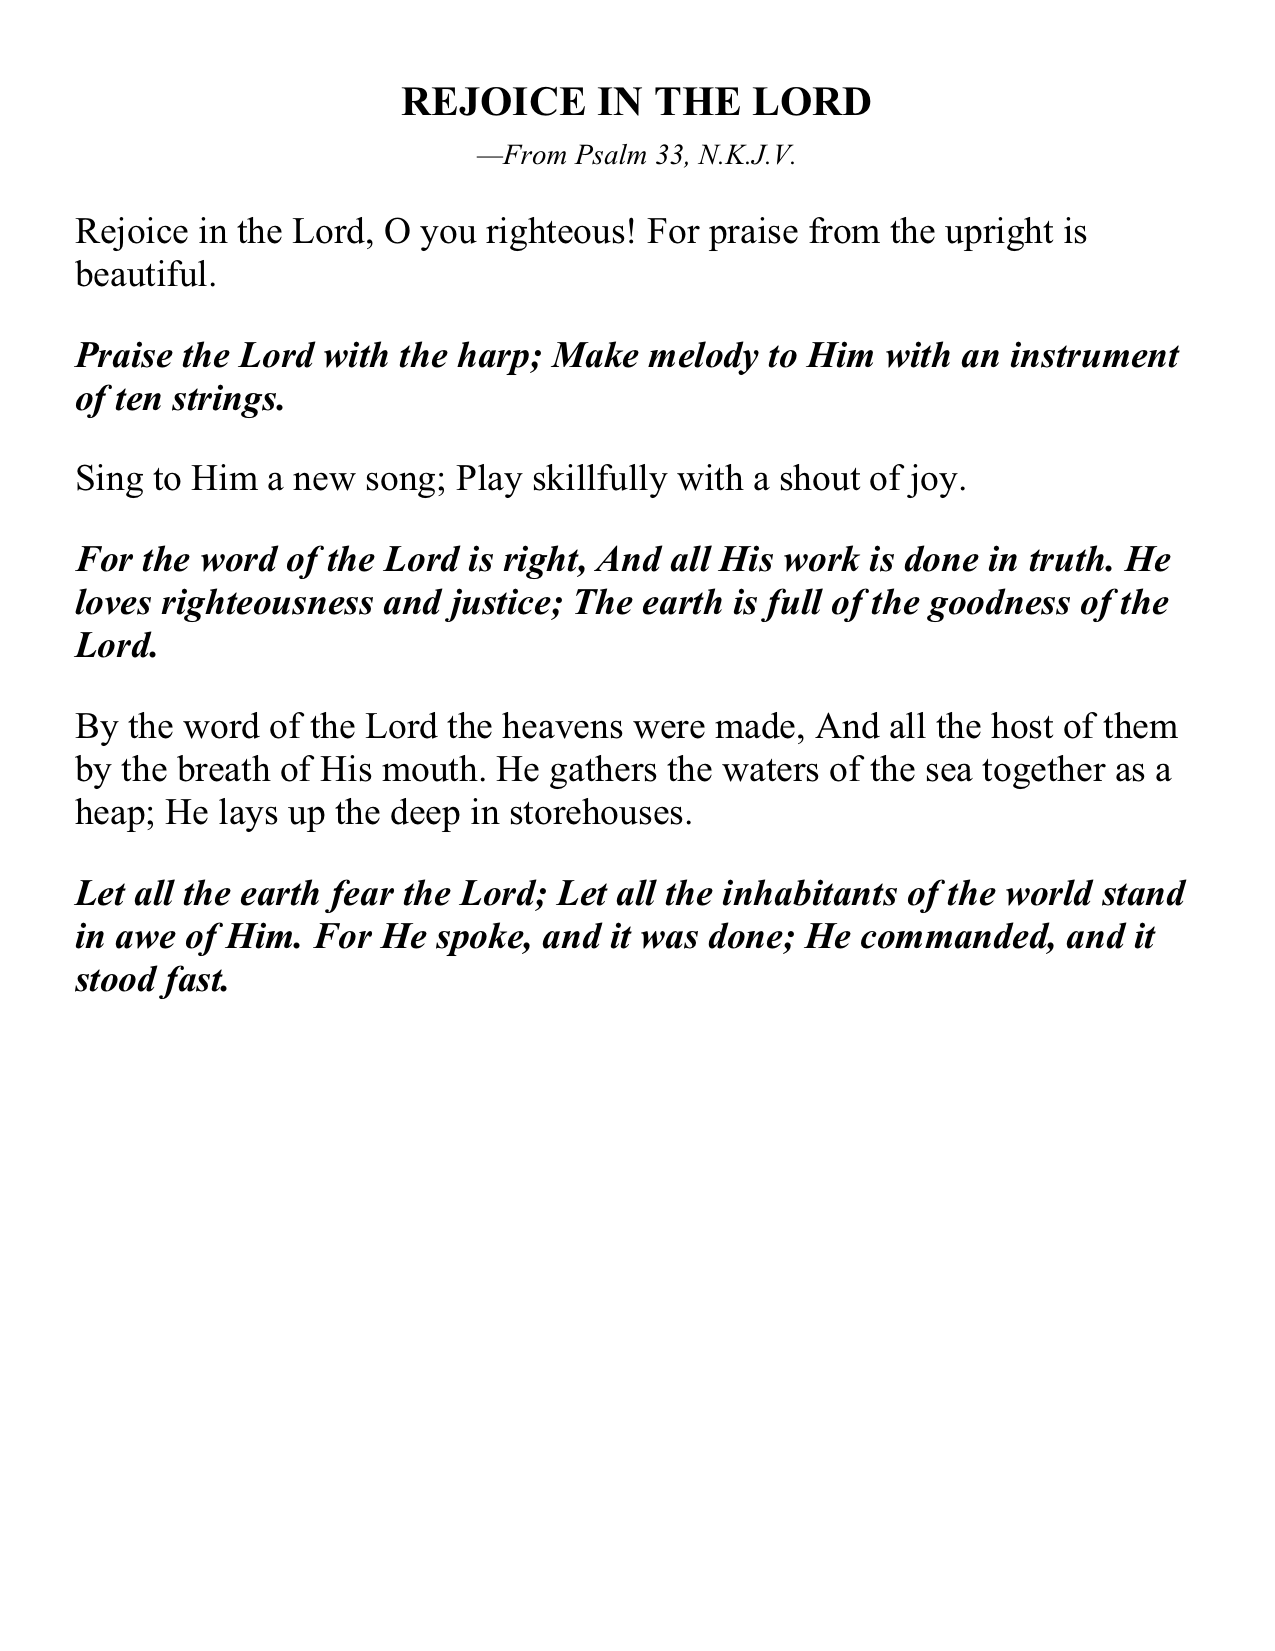 REJOICE IN THE LORD
—From Psalm 33, N.K.J.V.
Rejoice in the Lord, O you righteous! For praise from the upright is
beautiful.
Praise the Lord with the harp; Make melody to Him with an instrument
of ten strings.
Sing to Him a new song; Play skillfully with a shout of joy.
For the word of the Lord is right, And all His work is done in truth. He
loves righteousness and justice; The earth is full of the goodness of the
Lord.
By the word of the Lord the heavens were made, And all the host of them
by the breath of His mouth. He gathers the waters of the sea together as a
heap; He lays up the deep in storehouses.
Let all the earth fear the Lord; Let all the inhabitants of the world stand
in awe of Him. For He spoke, and it was done; He commanded, and it
stood fast.